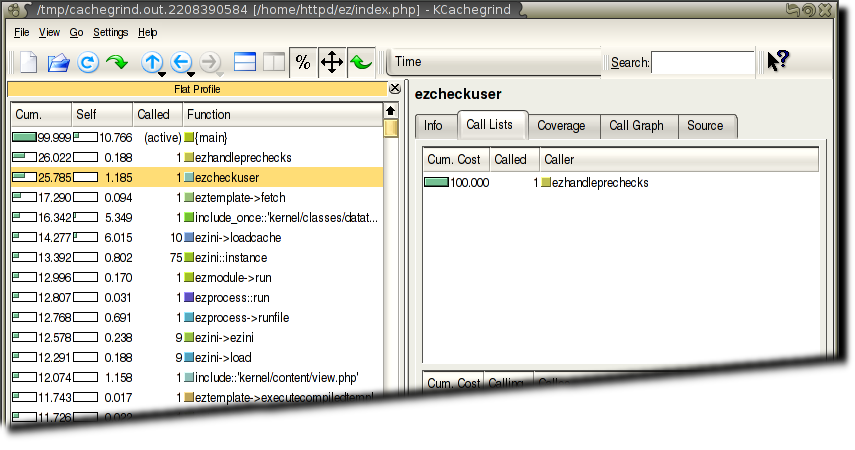 /tmp/cachegrind.out.2208390584 [/home/httpd/ez/index.php] - KCachegrind
File View Go Settings Help
% Time Search: ?
Flat Profile
Cum. Self Called Function
99.999 10.766 (active) {main}
26.022 0.188 1 ezhandleprechecks
25.785 1.185 1 ezcheckuser
17.290 0.094 1 eztemplate->fetch
16.342 5.349 1 include_once::'kernel/classes/datat...
14.277 6.015 10 ezini->loadcache
13.392 0.802 75 ezini::instance
12.996 0.170 1 ezmodule->run
12.807 0.031 1 ezprocess::run
12.768 0.691 1 ezprocess->runfile
12.578 0.238 9 ezini->ezini
12.291 0.188 9 ezini->load
12.074 1.158 1 include::'kernel/content/view.php'
11.743 0.017 1 eztemplate->executecompiledtempl
11.726
ezcheckuser
Info Call Lists Coverage Call Graph Source
Cum. Cost Called Caller
100.000 1 ezhandleprechecks
Cum. Cost Calling